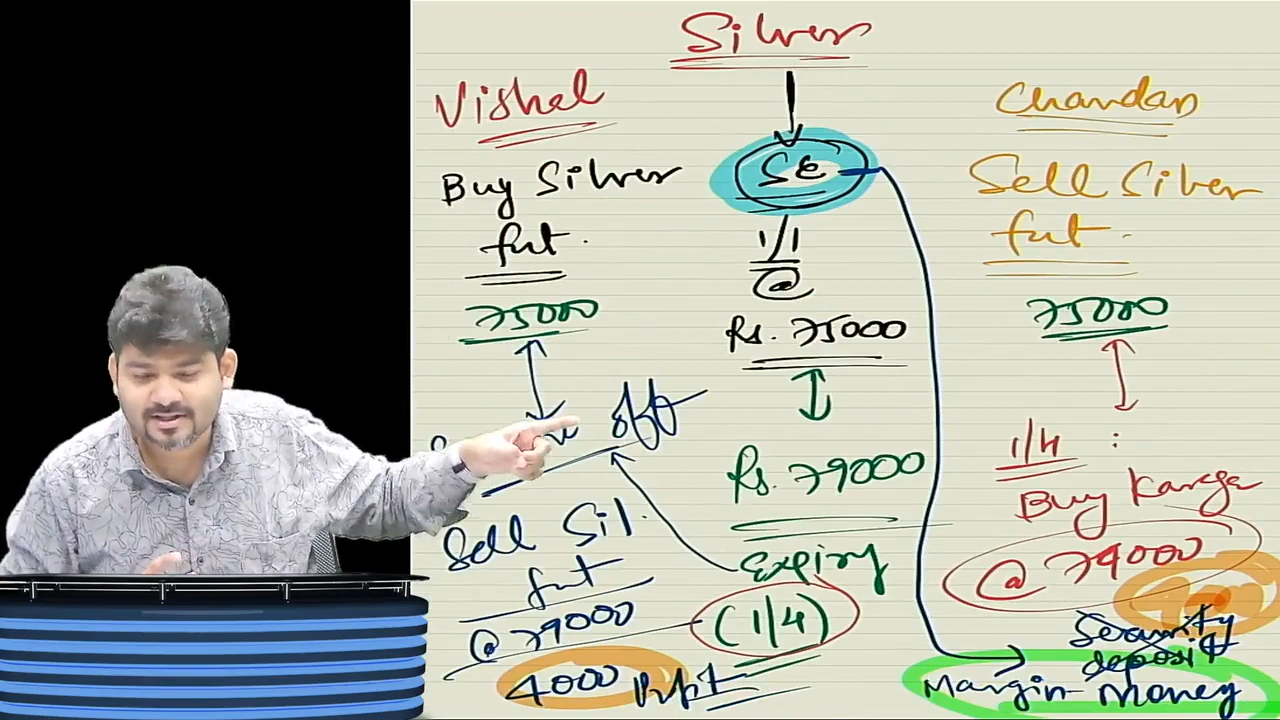 Silver
Vishal
Buy Silver
fut.
75000
off
Sell Sil.
fut
@ 79000
4000 Profit
SE
1/1
@
Rs. 75000
Rs. 79000
Expiry
(1/4)
Chandan
Sell Silver
fut.
75000
1/4 :
Buy Karega
@ 79000
Security
deposit
Margin Money